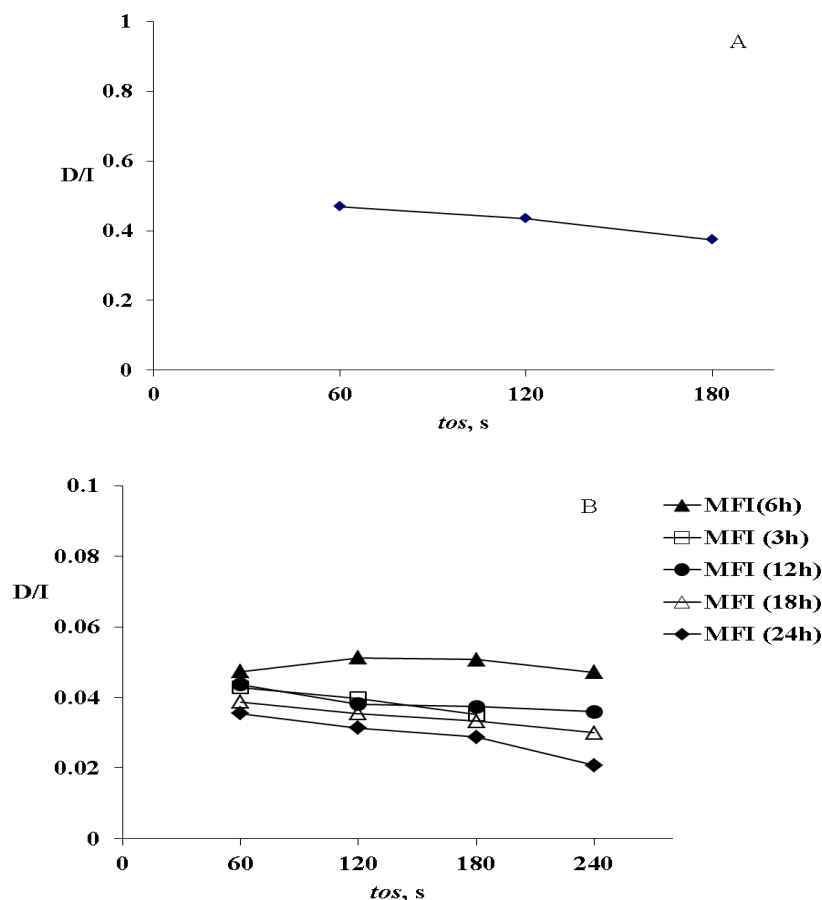 A
1
0.8
0.6
D/I
0.4
0.2
0
0 60 120 180
tos, s
B
0.1
0.08
D/I
0.06
0.04
0.02
0
0 60 120 180 240
tos, s
MFI(6h)
MFI (3h)
MFI (12h)
MFI (18h)
MFI (24h)